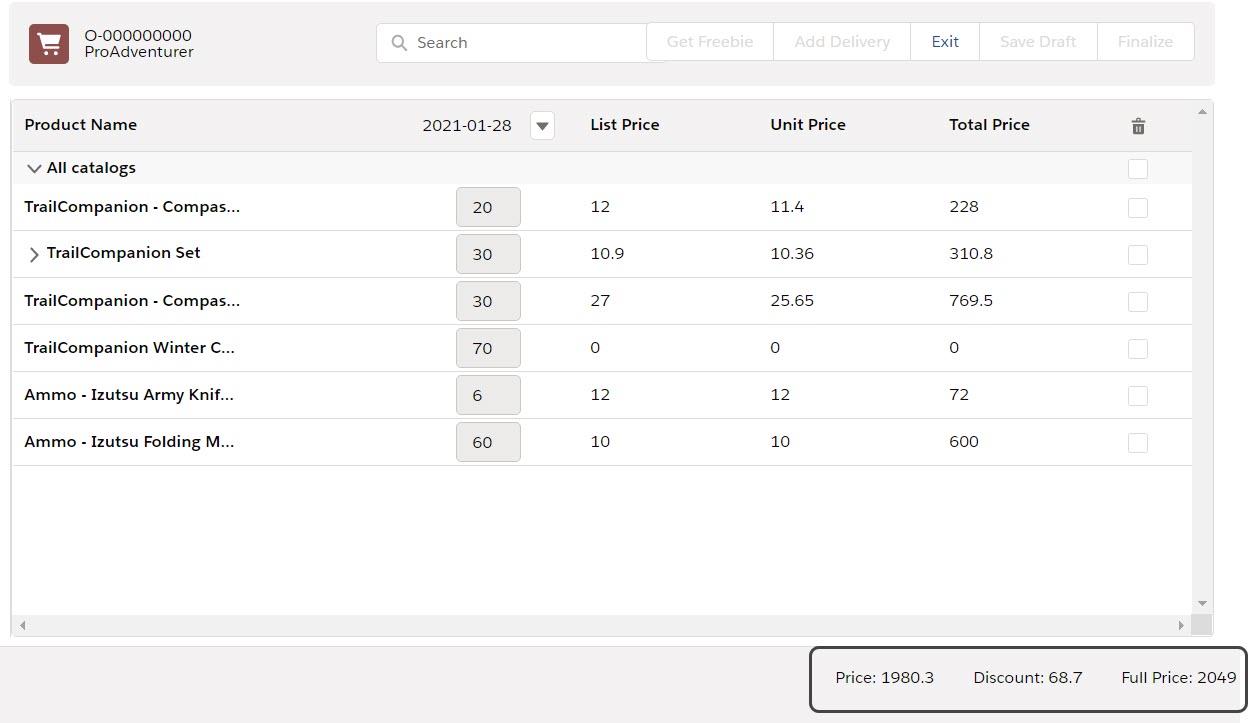 O-000000000
ProAdventurer
Search
Get Freebie Add Delivery Exit Save Draft Finalize
Product Name 2021-01-28 List Price Unit Price Total Price
All catalogs
TrailCompanion - Compas... 20 12 11.4 228
TrailCompanion Set 30 10.9 10.36 310.8
TrailCompanion - Compas... 30 27 25.65 769.5
TrailCompanion Winter C... 70 0 0 0
Ammo - Izutsu Army Knif... 6 12 12 72
Ammo - Izutsu Folding M... 60 10 10 600
Price: 1980.3 Discount: 68.7 Full Price: 2049